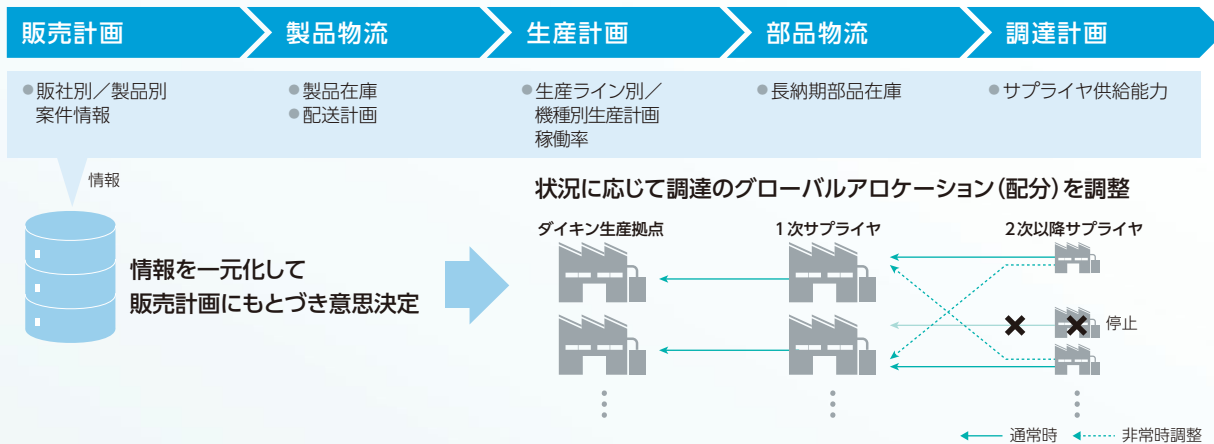 販売計画
製品物流
生産計画
部品物流
調達計画
●販社別／製品別
案件情報
●製品在庫
●配送計画
●生産ライン別／
機種別生産計画
稼働率
●長納期部品在庫
●サプライヤ供給能力
情報
情報を一元化して
販売計画にもとづき意思決定
状況に応じて調達のグローバルアロケーション（配分）を調整
ダイキン生産拠点
1次サプライヤ
2次以降サプライヤ
停止
通常時
非常時調整